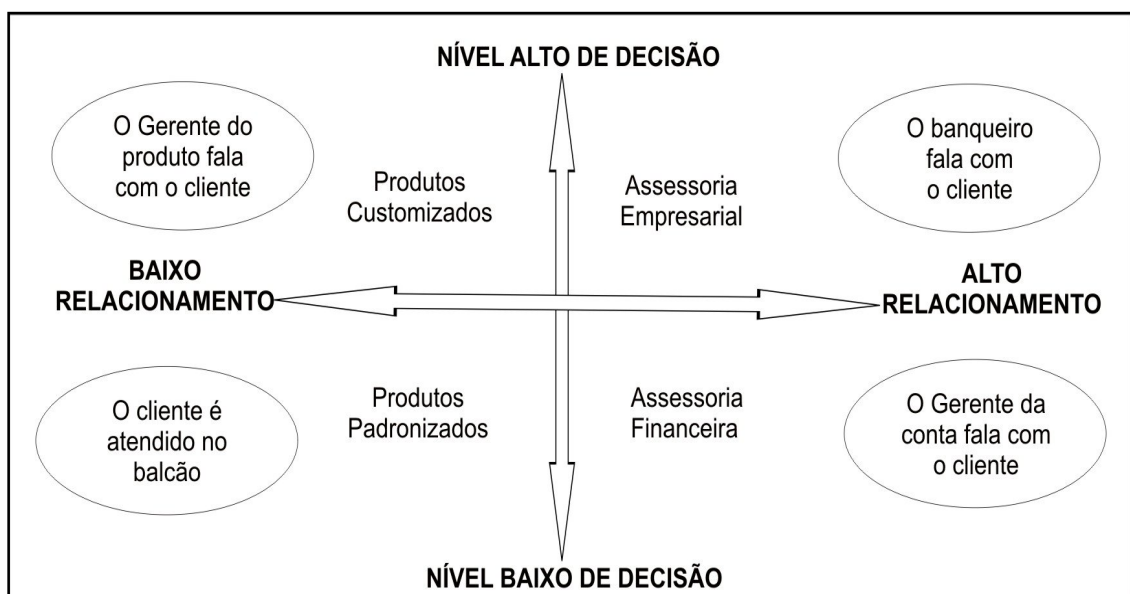 NÍVEL ALTO DE DECISÃO
O Gerente do
produto fala
com o cliente
Produtos
Customizados
Assessoria
Empresarial
O banqueiro
fala com
o cliente
BAIXO
RELACIONAMENTO
ALTO
RELACIONAMENTO
O cliente é
atendido no
balcão
Produtos
Padronizados
Assessoria
Financeira
O Gerente da
conta fala com
o cliente
NÍVEL BAIXO DE DECISÃO